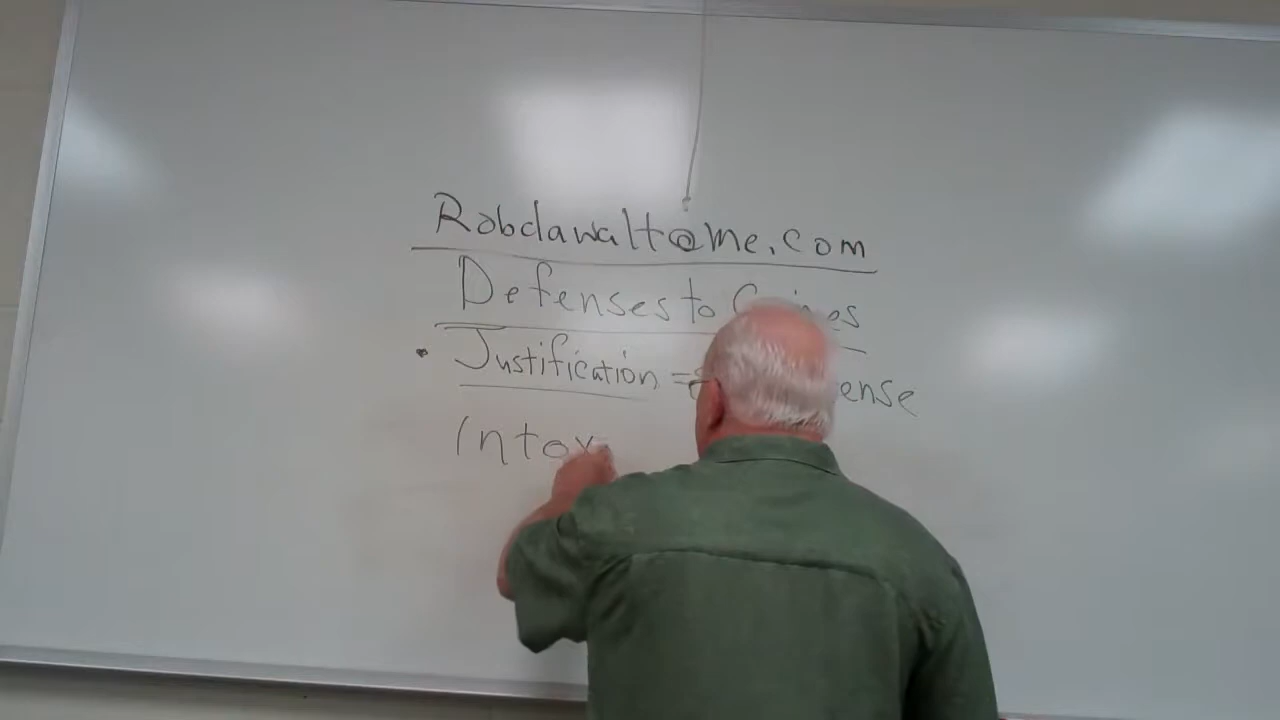 Robdawalt@me.com
Defenses to
• Justification =
Intox